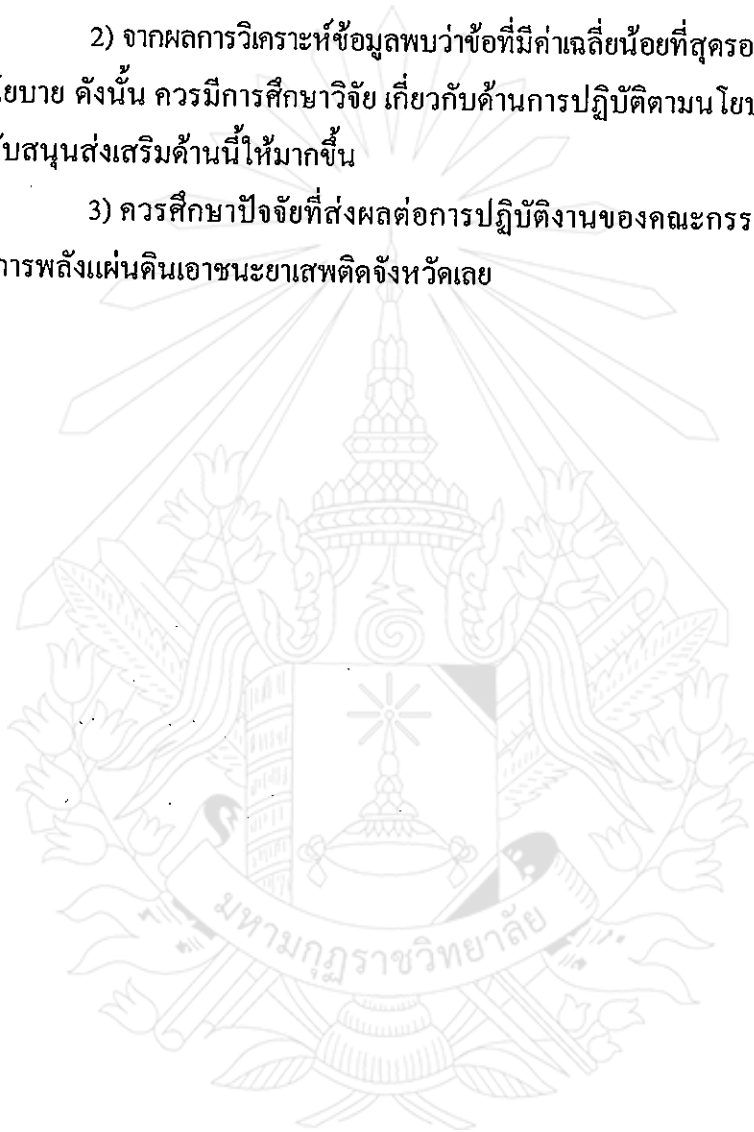 2) จากผลการวิเคราะห์ข้อมูลพบว่าข้อที่มีค่าเฉลี่ยน้อยที่สุดรอ
โยบาย ดังนั้น ควรมีการศึกษาวิจัย เกี่ยวกับด้านการปฏิบัติตามนโย
ับสนุนส่งเสริมด้านนี้ให้มากขึ้น
3) ควรศึกษาปัจจัยที่ส่งผลต่อการปฏิบัติงานของคณะกรร
การพลังแผ่นดินเอาชนะยาเสพติดจังหวัดเลย
มหามกุฏราชวิทยาลัย